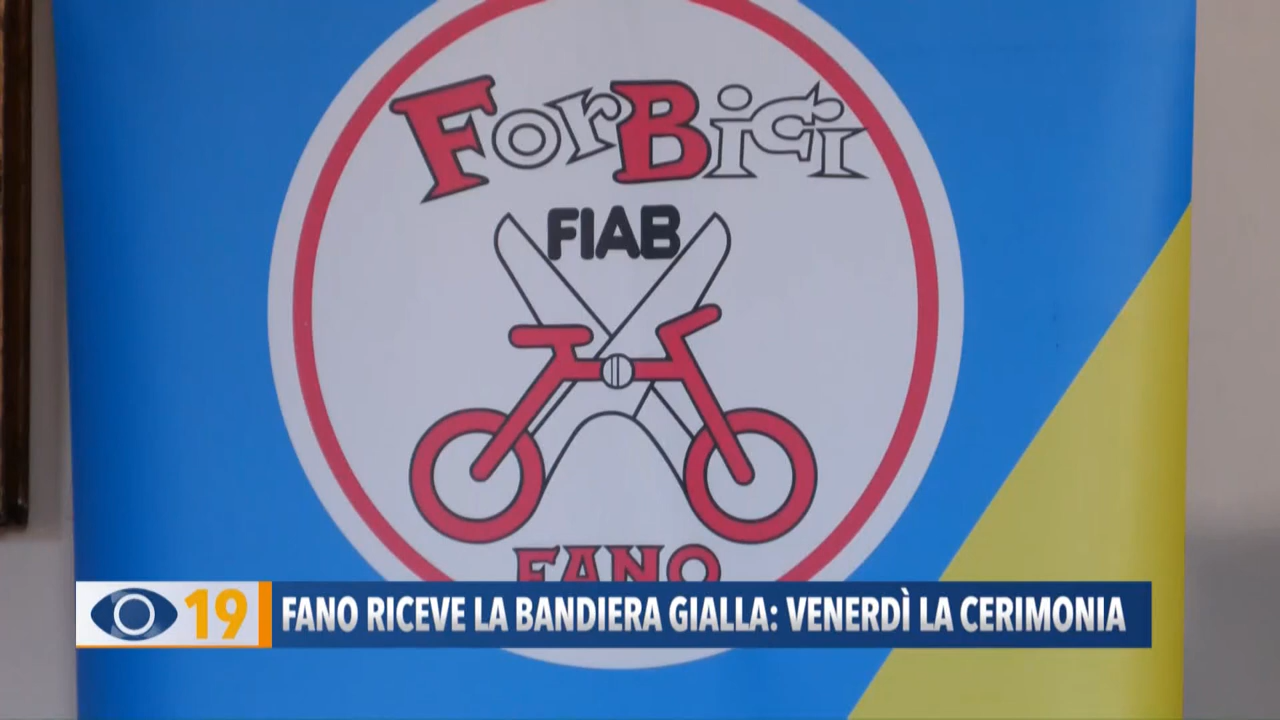 ForBici
FIAB
FANO
19 FANO RICEVE LA BANDIERA GIALLA: VENERDÌ LA CERIMONIA